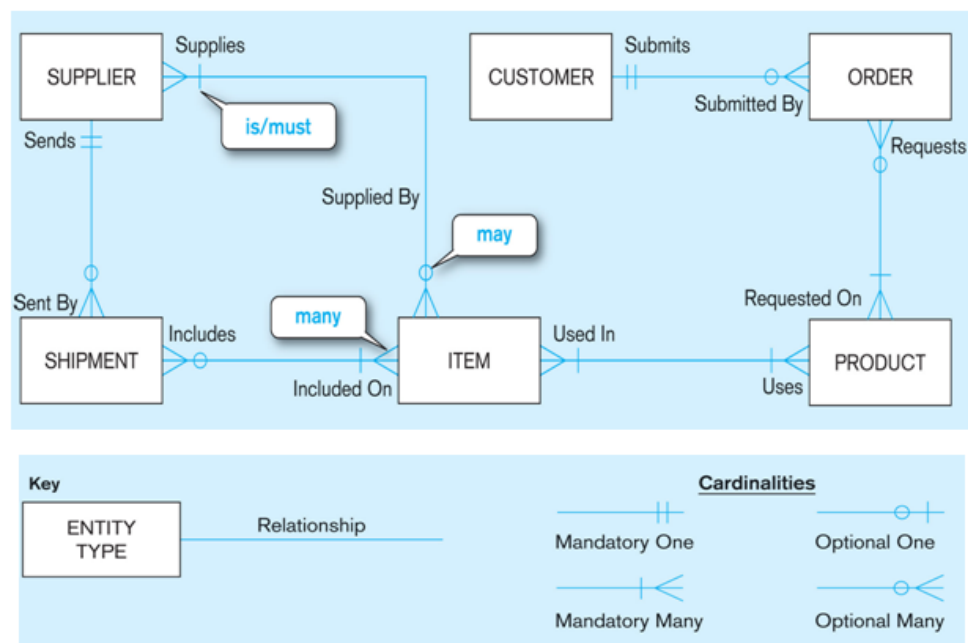 Supplies
Submits
SUPPLIER
CUSTOMER
ORDER
is/must
Submitted By
Sends
Requests
Supplied By
may
Sent By
many
Requested On
Includes
Used In
SHIPMENT
ITEM
PRODUCT
Included On
Uses
Key
Cardinalities
ENTITY
TYPE
Relationship
Mandatory One
Optional One
Mandatory Many
Optional Many